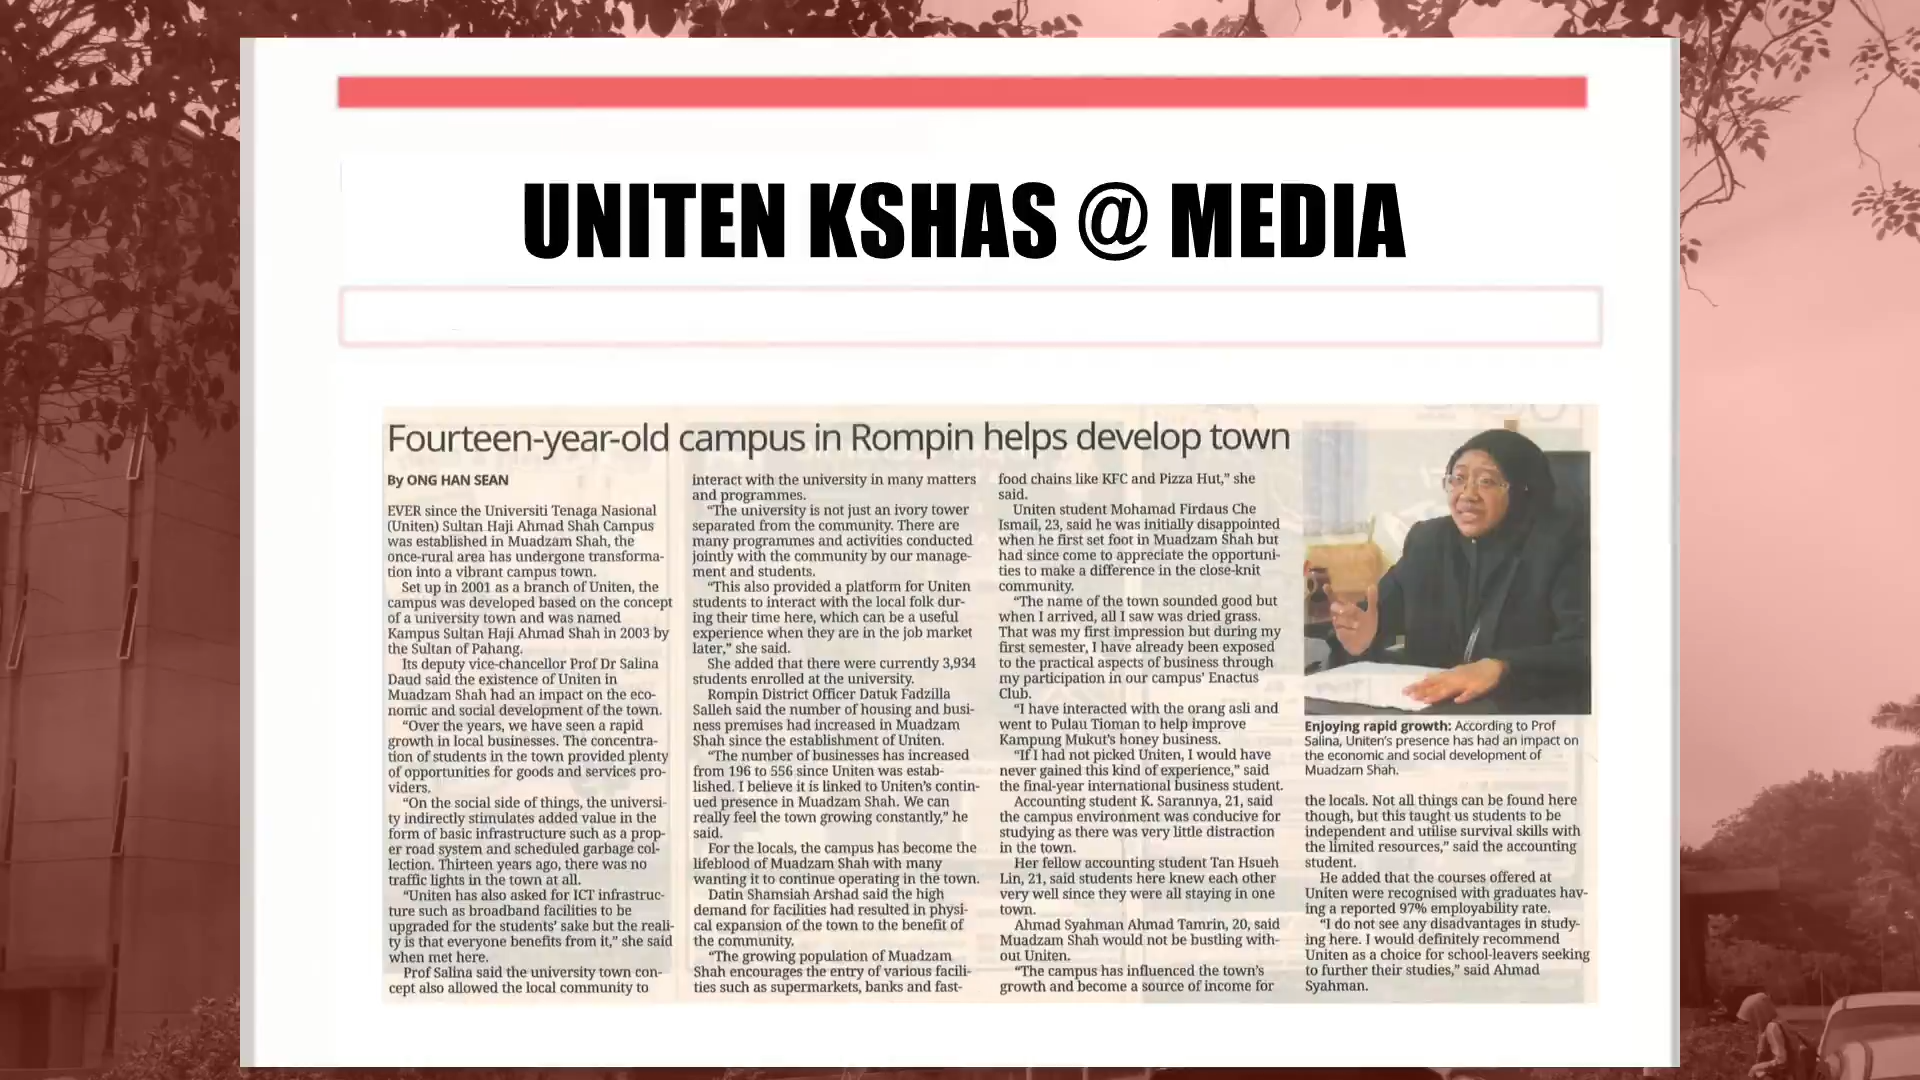 UNITEN KSHAS @ MEDIA
Fourteen-year-old campus in Rompin helps develop town
By ONG HAN SEAN
EVER since the Universiti Tenaga Nasional
(Uniten) Sultan Haji Ahmad Shah Campus
was established in Muadzam Shah, the
once-rural area has undergone transforma-
tion into a vibrant campus town.
Set up in 2001 as a branch of Uniten, the
campus was developed based on the concept
of a university town and was named
Kampus Sultan Haji Ahmad Shah in 2003 by
the Sultan of Pahang.
Its deputy vice-chancellor Prof Dr Salina
Daud said the existence of Uniten in
Muadzam Shah had an impact on the eco-
nomic and social development of the town.
“Over the years, we have seen a rapid
growth in local businesses. The concentra-
tion of students in the town provided plenty
of opportunities for goods and services pro-
viders.
“On the social side of things, the universi-
ty indirectly stimulates added value in the
form of basic infrastructure such as a prop-
er road system and scheduled garbage col-
lection. Thirteen years ago, there was no
traffic lights in the town at all.
“Uniten has also asked for ICT infrastruc-
ture such as broadband facilities to be
upgraded for the students’ sake but the reali-
ty is that everyone benefits from it,” she said
when met here.
Prof Salina said the university town con-
cept also allowed the local community to
interact with the university in many matters
and programmes.
“The university is not just an ivory tower
separated from the community. There are
many programmes and activities conducted
jointly with the community by our manage-
ment and students.
“This also provided a platform for Uniten
students to interact with the local folk dur-
ing their time here, which can be a useful
experience when they are in the job market
later,” she said.
She added that there were currently 3,934
students enrolled at the university.
Rompin District Officer Datuk Fadzilla
Salleh said the number of housing and busi-
ness premises had increased in Muadzam
Shah since the establishment of Uniten.
“The number of businesses has increased
from 196 to 556 since Uniten was estab-
lished. I believe it is linked to Uniten’s contin-
ued presence in Muadzam Shah. We can
really feel the town growing constantly,” he
said.
For the locals, the campus has become the
lifeblood of Muadzam Shah with many
wanting it to continue operating in the town.
Datin Shamsiah Arshad said the high
demand for facilities had resulted in physi-
cal expansion of the town to the benefit of
the community.
“The growing population of Muadzam
Shah encourages the entry of various facili-
ties such as supermarkets, banks and fast-
food chains like KFC and Pizza Hut,” she
said.
Uniten student Mohamad Firdaus Che
Ismail, 23, said he was initially disappointed
when he first set foot in Muadzam Shah but
had since come to appreciate the opportuni-
ties to make a difference in the close-knit
community.
“The name of the town sounded good but
when I arrived, all I saw was dried grass.
That was my first impression but during my
first semester, I have already been exposed
to the practical aspects of business through
my participation in our campus’ Enactus
Club.
“I have interacted with the orang asli and
went to Pulau Tioman to help improve
Kampung Mukut’s honey business.
“If I had not picked Uniten, I would have
never gained this kind of experience,” said
the final-year international business student.
Accounting student K. Sarannya, 21, said
the campus environment was conducive for
studying as there was very little distraction
in the town.
Her fellow accounting student Tan Hsueh
Lin, 21, said students here knew each other
very well since they were all staying in one
town.
Ahmad Syahman Ahmad Tamrin, 20, said
Muadzam Shah would not be bustling with-
out Uniten.
“The campus has influenced the town’s
growth and become a source of income for
Enjoying rapid growth: According to Prof
Salina, Uniten’s presence has had an impact on
the economic and social development of
Muadzam Shah.
the locals. Not all things can be found here
though, but this taught us students to be
independent and utilise survival skills with
the limited resources,” said the accounting
student.
He added that the courses offered at
Uniten were recognised with graduates hav-
ing a reported 97% employability rate.
“I do not see any disadvantages in study-
ing here. I would definitely recommend
Uniten as a choice for school-leavers seeking
to further their studies,” said Ahmad
Syahman.